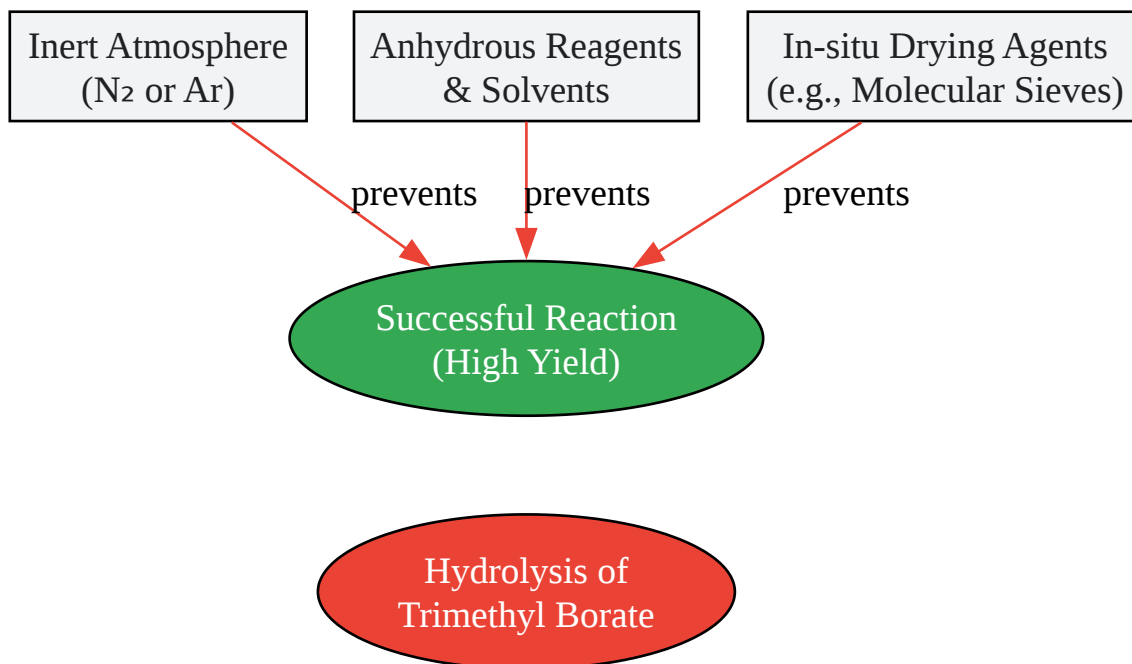 Inert Atmosphere
(N₂ or Ar)
Anhydrous Reagents
& Solvents
In-situ Drying Agents
(e.g., Molecular Sieves)
prevents
prevents
prevents
Successful Reaction
(High Yield)
Hydrolysis of
Trimethyl Borate